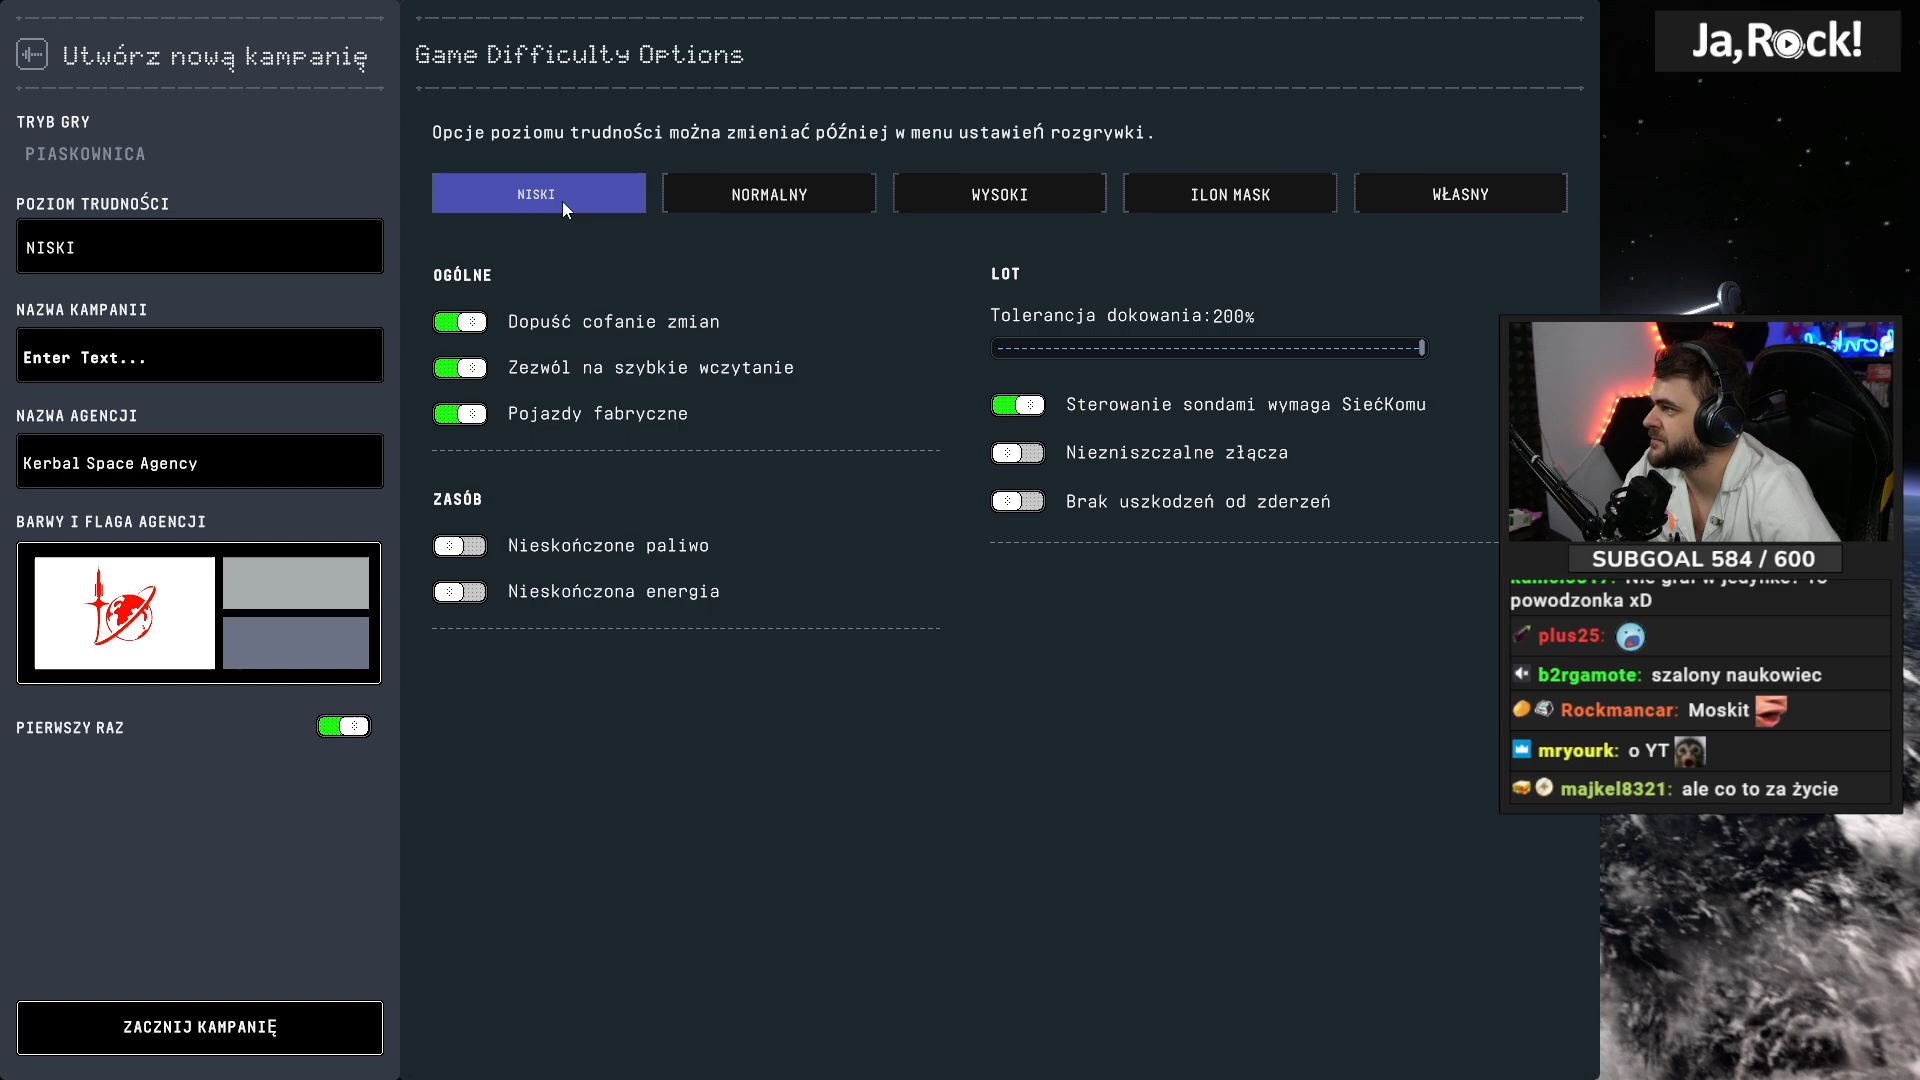 Utwórz nową kampanię
TRYB GRY
PIASKOWNICA
POZIOM TRUDNOŚCI
NISKI
NAZWA KAMPANII
Enter Text...
NAZWA AGENCJI
Kerbal Space Agency
BARWY I FLAGA AGENCJI
PIERWSZY RAZ
ZACZNIJ KAMPANIĘ
Game Difficulty Options
Opcje poziomu trudności można zmieniać później w menu ustawień rozgrywki.
NISKI
NORMALNY
WYSOKI
ILON MASK
WŁASNY
OGÓLNE
Dopuść cofanie zmian
Zezwól na szybkie wczytanie
Pojazdy fabryczne
ZASÓB
Nieskończone paliwo
Nieskończona energia
LOT
Tolerancja dokowania:200%
Sterowanie sondami wymaga SiećKomu
Niezniszczalne złącza
Brak uszkodzeń od zderzeń
Ja,Rock!
SUBGOAL 584 / 600
powodzonka xD
plus25:
b2rgamote: szalony naukowiec
Rockmancar: Moskit
mryourk: o YT
majkel8321: ale co to za życie